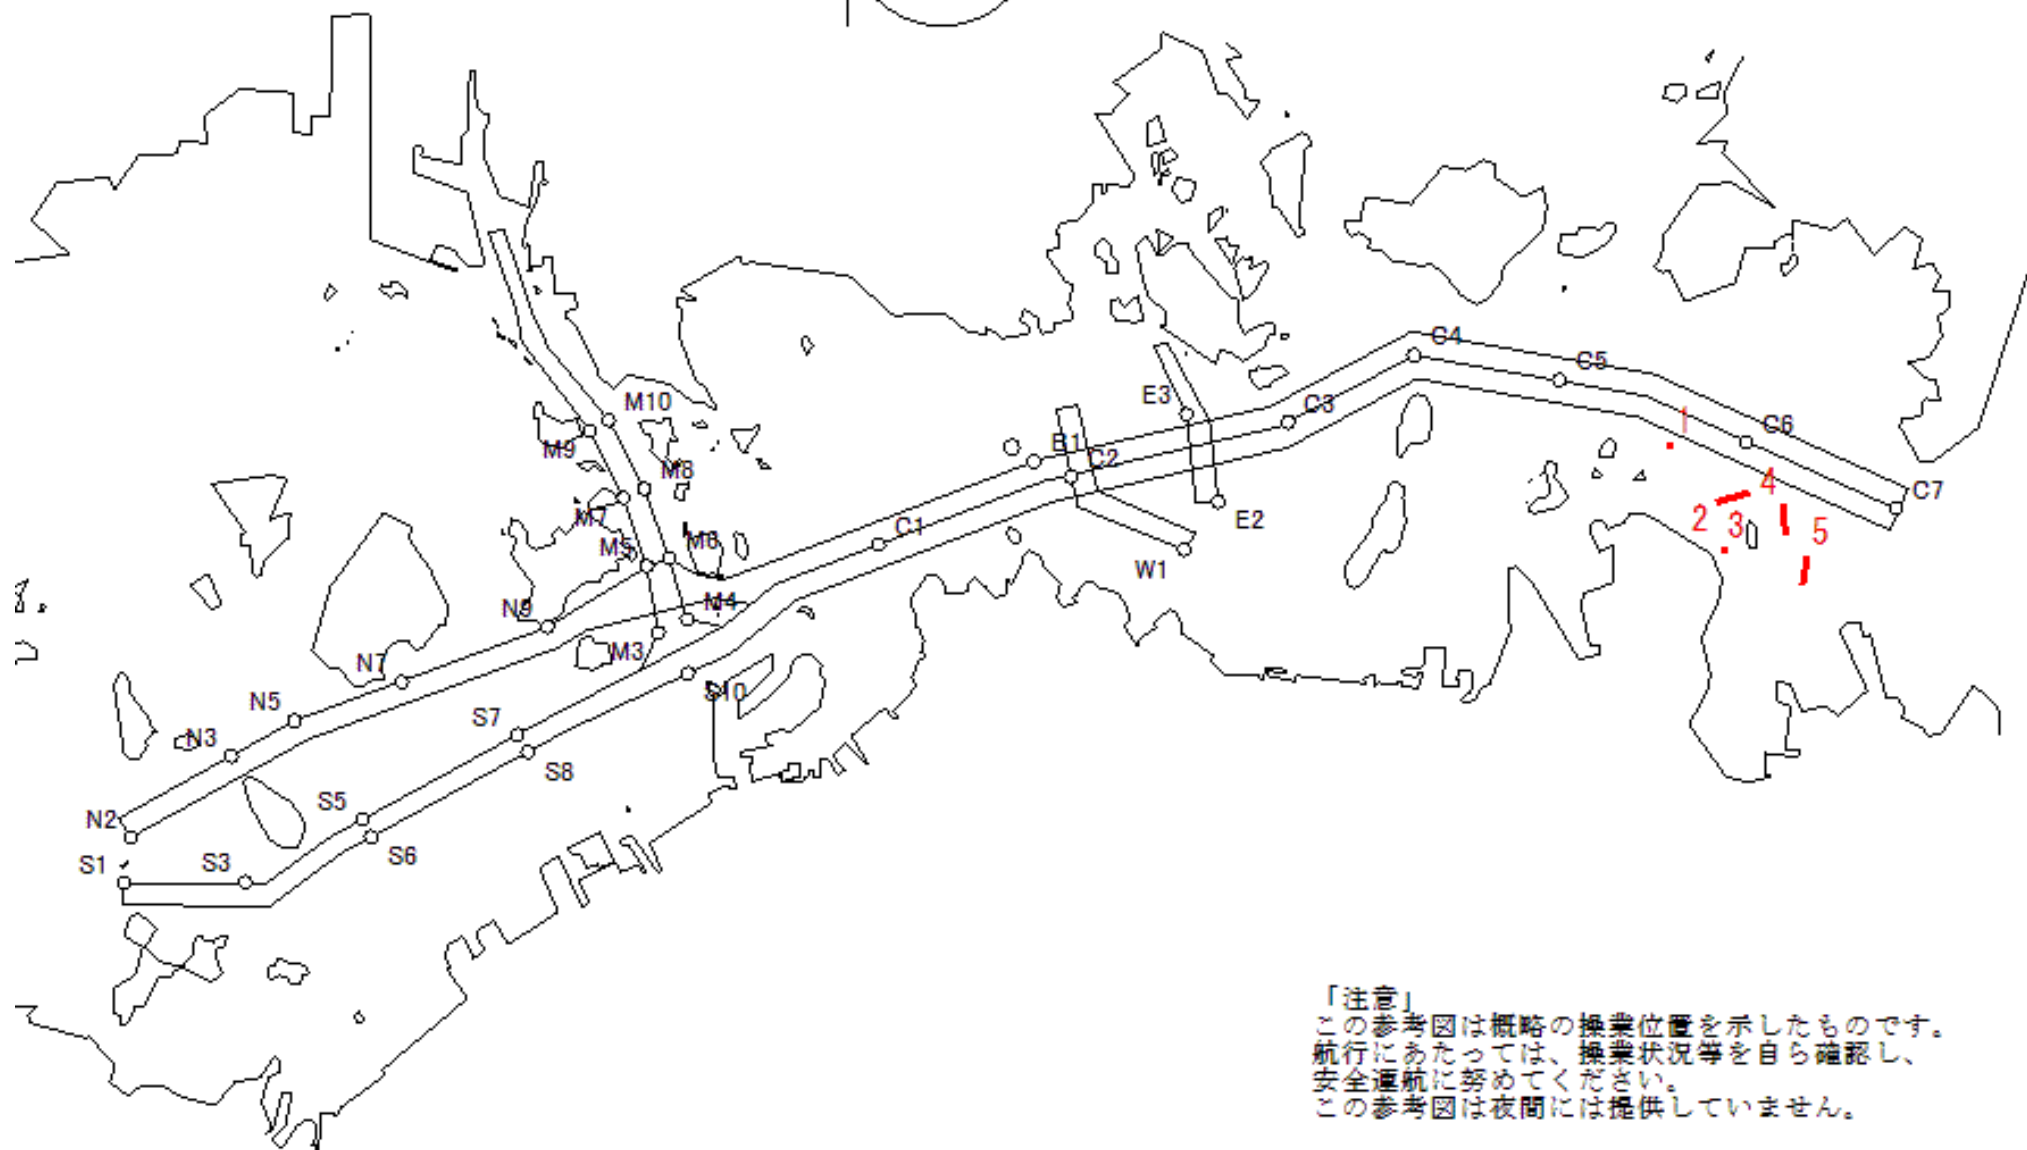 C4
C5
E3
M10
C3
1
C6
M9
B1
C2
M8
4
C7
M7
E2
2
3
5
C1
M5
M6
W1
N9
M4
M3
N7
S10
N5
S7
N3
S8
S5
N2
S6
S1
S3
「注意」
この参考図は概略の操業位置を示したものです。
航行にあたっては、操業状況等を自ら確認し、
安全運航に努めてください。
この参考図は夜間には提供していません。